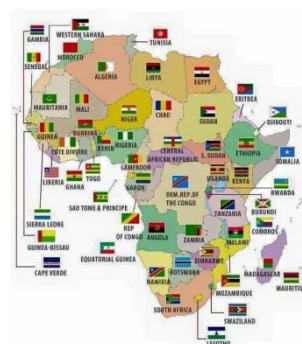 WESTERN SAHARA
GAMBIA
TUNISIA
MOROCCO
SENEGAL
ALGERIA
LIBYA
EGYPT
MAURITANIA
MALI
NIGER
CHAD
SUDAN
ERITREA
DJIBOUTI
GUINEA
BURKINA
COTE DIVOIRE
BENIN
NIGERIA
CENTRAL
AFRICAN REPUBLIC
S. SUDAN
ETHIOPIA
SOMALIA
LIBERIA
GHANA
TOGO
CAMEROON
GABON
UGANDA
KENYA
RWANDA
SAO TOME & PRINCIPE
DEM.REP.OF
THE CONGO
BURUNDI
TANZANIA
COMOROS
SIERRA LEONE
REP
OF CONGO
ANGOLA
ZAMBIA
MALAWI
GUINEA-BISSAU
EQUATORIAL GUINEA
ZIMBABWE
MADAGASCAR
CAPE VERDE
NAMIBIA
BOTSWANA
MOZAMBIQUE
SOUTH AFRICA
SWAZILAND
LESOTHO